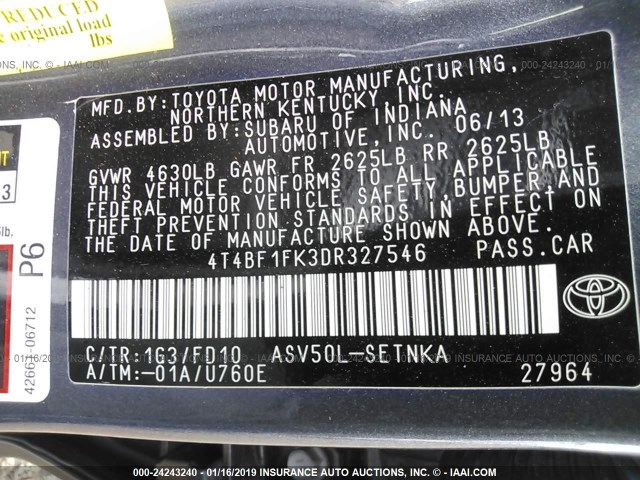 REDUCED
original load
lbs
MFD.BY: TOYOTA MOTOR MANUFACTURING,
NORTHERN KENTUCKY, INC.
ASSEMBLED BY: SUBARU OF INDIANA
AUTOMOTIVE, INC. 06/13
GVWR 4630LB GAWR FR 2625LB RR 2625LB
THIS VEHICLE CONFORMS TO ALL APPLICABLE
FEDERAL MOTOR VEHICLE SAFETY, BUMPER, AND
THEFT PREVENTION STANDARDS IN EFFECT ON
THE DATE OF MANUFACTURE SHOWN ABOVE.
4T4BF1FK3DR327546 PASS.CAR
C/TR: 1G3/FD10 ASV50L-SETNKA
A/TM:-01A/U760E 27964
TOYOTA
P6
06712
000-24243240 - 01/16/2019 - INSURANCE AUTO AUCTIONS, INC. - © - IAAI.COM